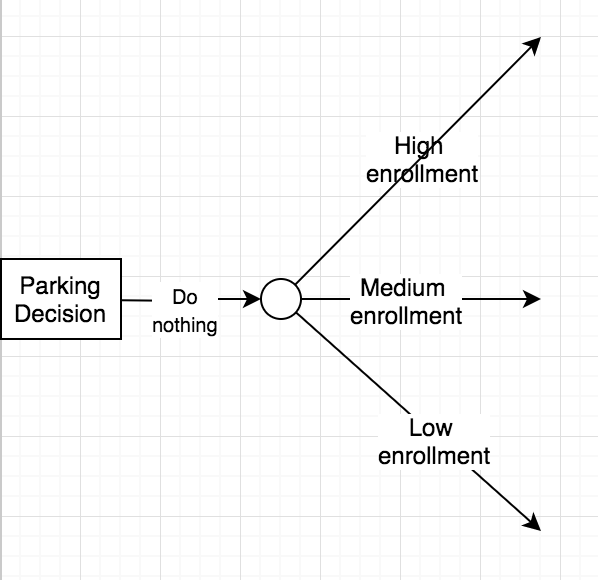 High
enrollment
Parking
Decision
Do
nothing
Medium
enrollment
Low
enrollment